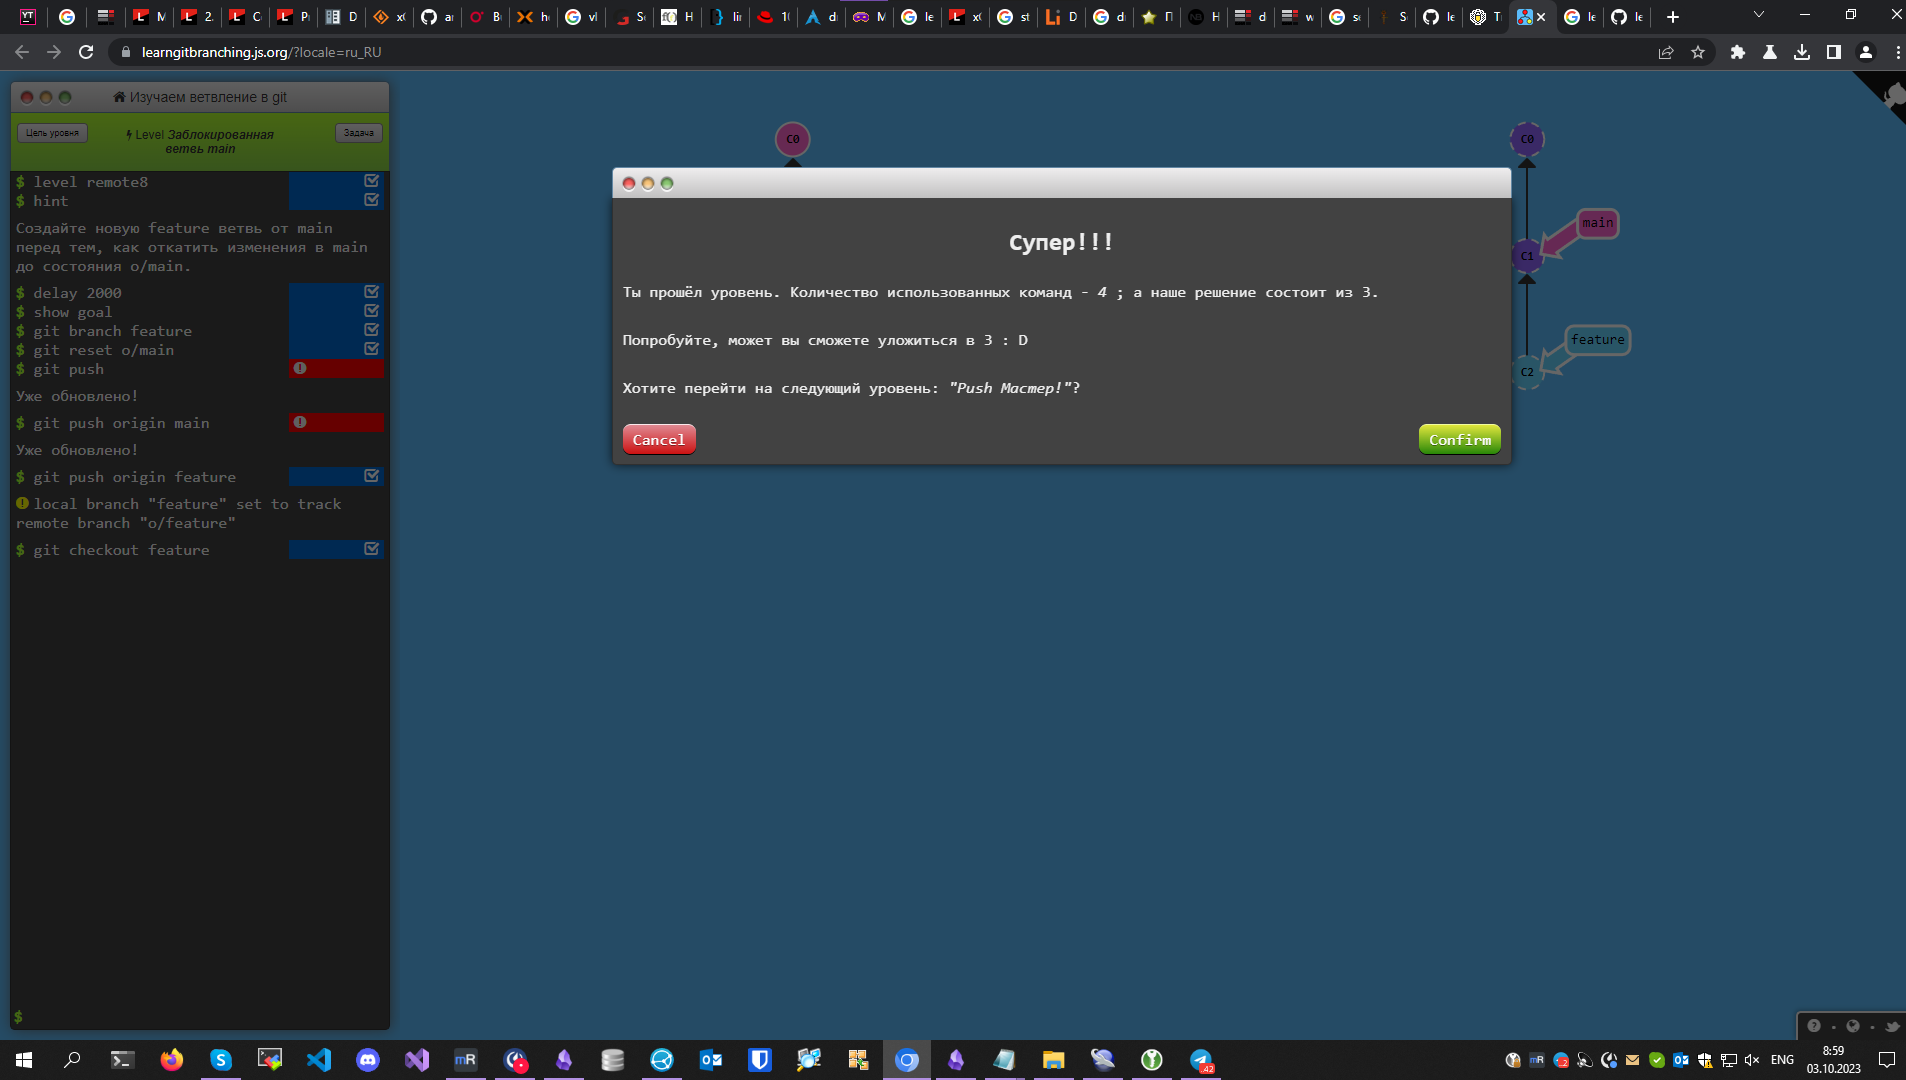 learngitbranching.js.org/?locale=ru_RU
Изучаем ветвление в git
Цель уровня
Level Заблокированная
ветвь main
Задача
$ level remote8
$ hint
Создайте новую feature ветвь от main
перед тем, как откатить изменения в main
до состояния o/main.
$ delay 2000
$ show goal
$ git branch feature
$ git reset o/main
$ git push
Уже обновлено!
$ git push origin main
Уже обновлено!
$ git push origin feature
local branch "feature" set to track
remote branch "o/feature"
$ git checkout feature
$
C0
Супер!!!
Ты прошёл уровень. Количество использованных команд - 4 ; а наше решение состоит из 3.
Попробуйте, может вы сможете уложиться в 3 : D
Хотите перейти на следующий уровень: "Push Мастер!"?
Cancel
Confirm
C0
main
C1
feature
C2
ENG
8:59
03.10.2023